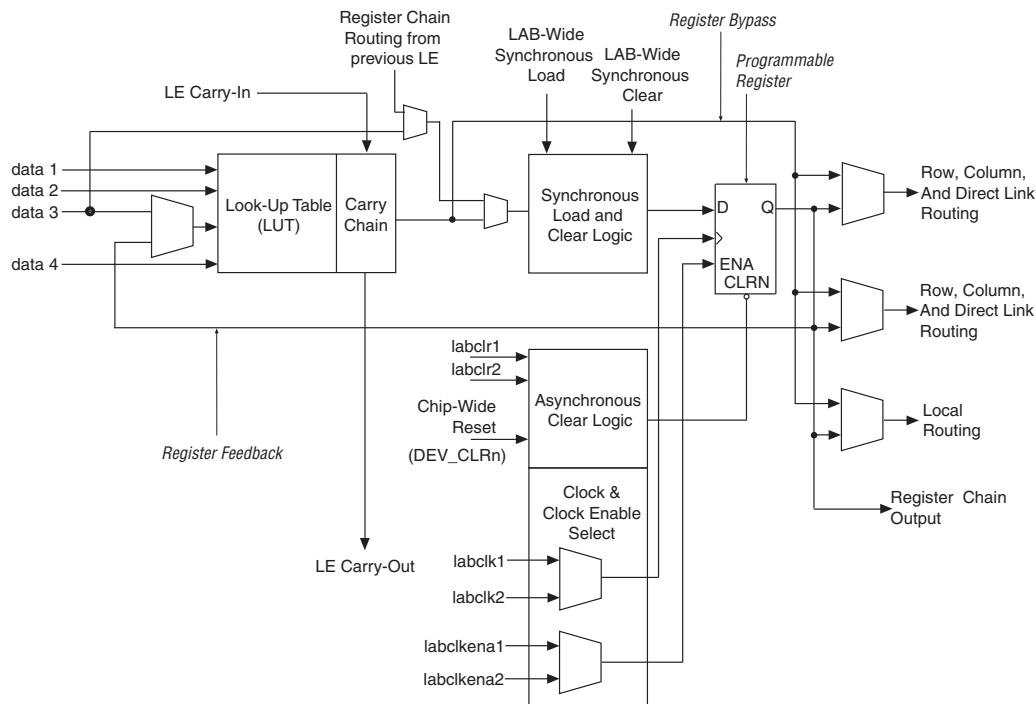 Register Chain
Routing from
previous LE
LAB-Wide
Synchronous
Load
LAB-Wide
Synchronous
Clear
Register Bypass
Programmable
Register
LE Carry-In
data 1
data 2
data 3
data 4
Look-Up Table
(LUT)
Carry
Chain
Synchronous
Load and
Clear Logic
D
Q
ENA
CLRN
Row, Column,
And Direct Link
Routing
Row, Column,
And Direct Link
Routing
Local
Routing
Register Chain
Output
labclr1
labclr2
Chip-Wide
Reset
(DEV_CLRn)
Asynchronous
Clear Logic
Register Feedback
Clock &
Clock Enable
Select
LE Carry-Out
labclk1
labclk2
labclkena1
labclkena2